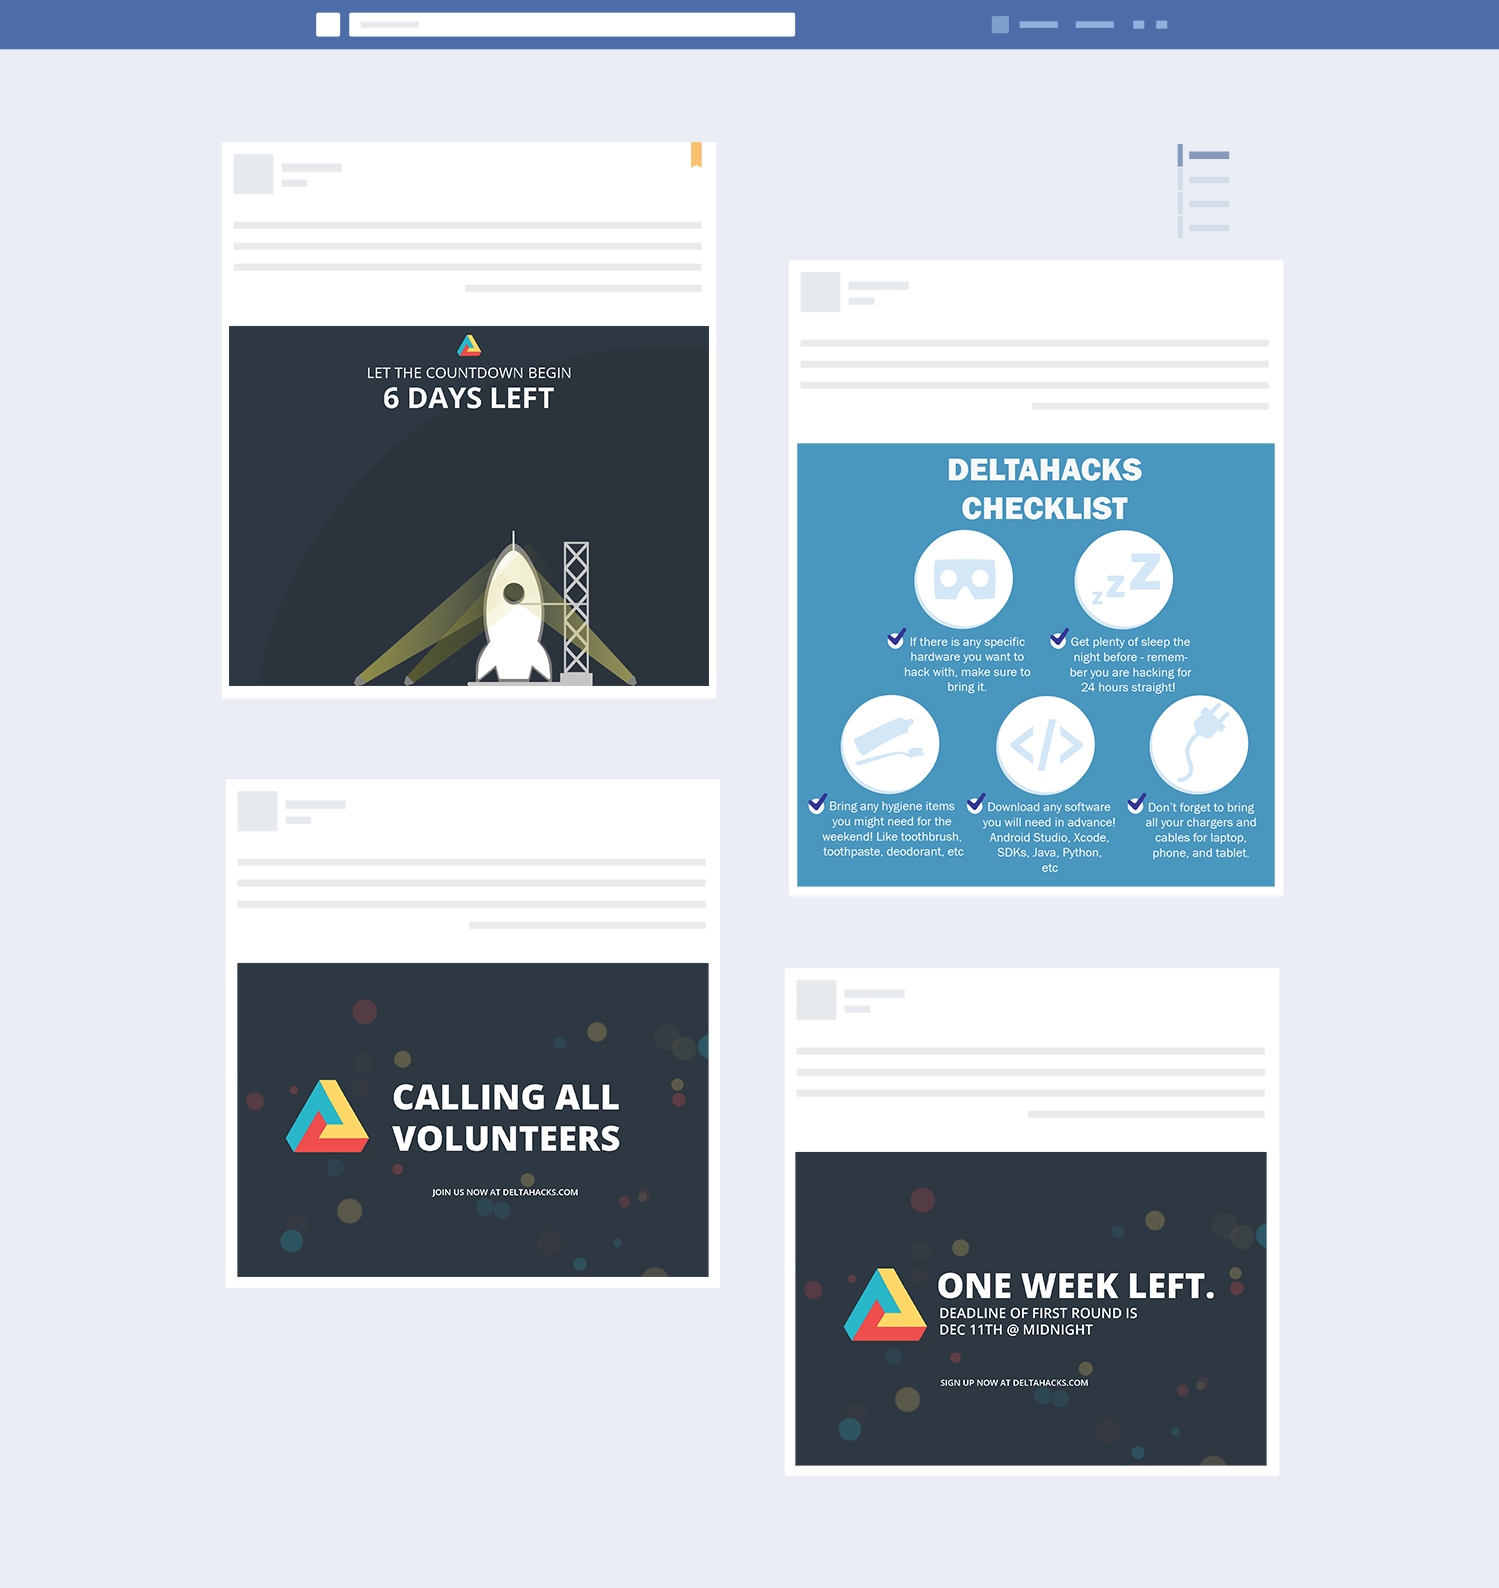 LET THE COUNTDOWN BEGIN
6 DAYS LEFT
DELTAHACKS
CHECKLIST
If there is any specific
hardware you want to
hack with, make sure to
bring it.
Get plenty of sleep the
night before - remem-
ber you are hacking for
24 hours straight!
Bring any hygiene items
you might need for the
weekend! Like toothbrush,
toothpaste, deodorant, etc
Download any software
you will need in advance!
Android Studio, Xcode,
SDKs, Java, Python,
etc
Don't forget to bring
all your chargers and
cables for laptop,
phone, and tablet.
CALLING ALL
VOLUNTEERS
JOIN US NOW AT DELTAHACKS.COM
ONE WEEK LEFT.
DEADLINE OF FIRST ROUND IS
DEC 11TH @ MIDNIGHT
SIGN UP NOW AT DELTAHACKS.COM